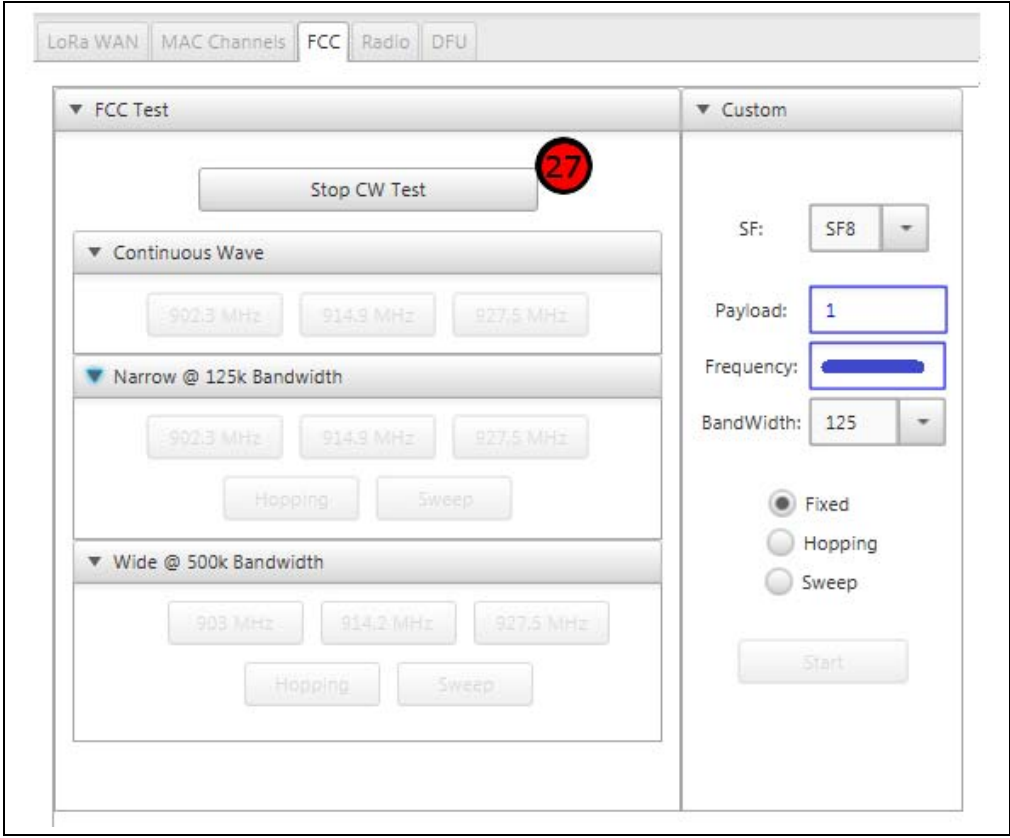 LoRa WAN MAC Channels FCC Radio DFU
FCC Test
27
Stop CW Test
Continuous Wave
902.3 MHz 914.9 MHz 927.5 MHz
Narrow @ 125k Bandwidth
902.3 MHz 914.9 MHz 927.5 MHz
Hopping Sweep
Wide @ 500k Bandwidth
903 MHz 914.2 MHz 927.5 MHz
Hopping Sweep
Custom
SF: SF8
Payload: 1
Frequency:
BandWidth: 125
Fixed
Hopping
Sweep
Start